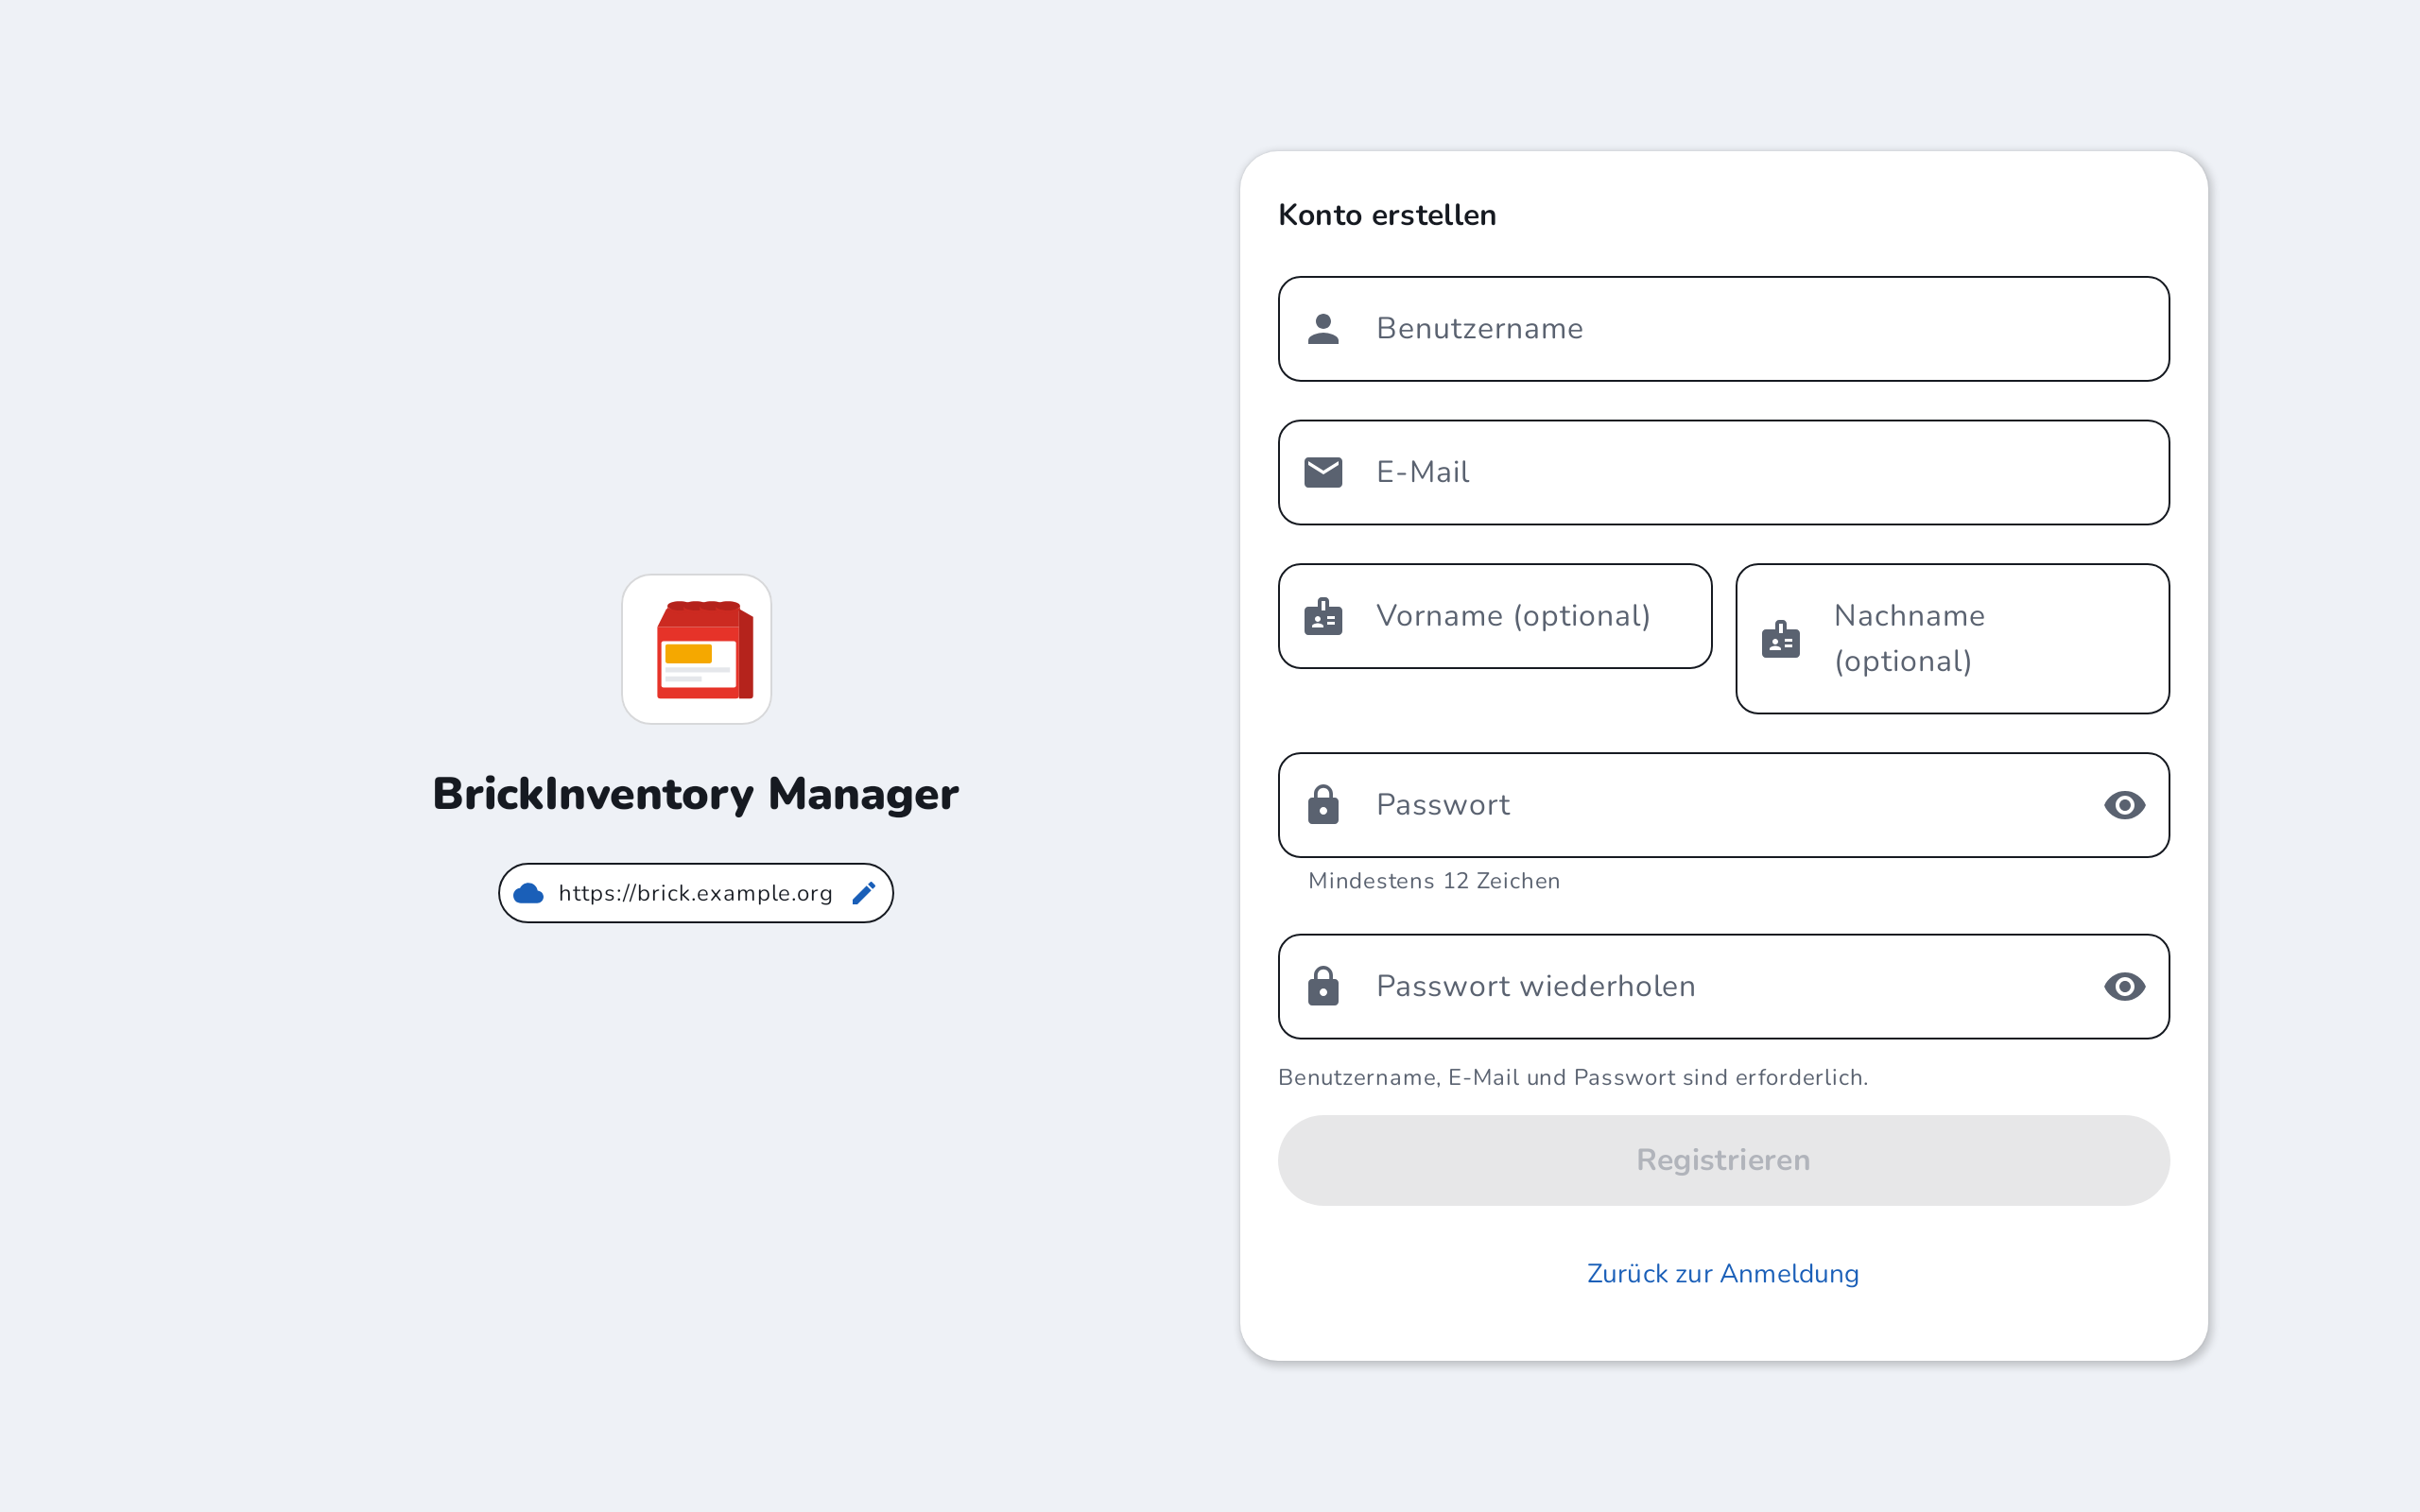 BrickInventory Manager
https://brick.example.org
Konto erstellen
Benutzername
E-Mail
Vorname (optional)
Nachname
(optional)
Passwort
Mindestens 12 Zeichen
Passwort wiederholen
Benutzername, E-Mail und Passwort sind erforderlich.
Registrieren
Zurück zur Anmeldung